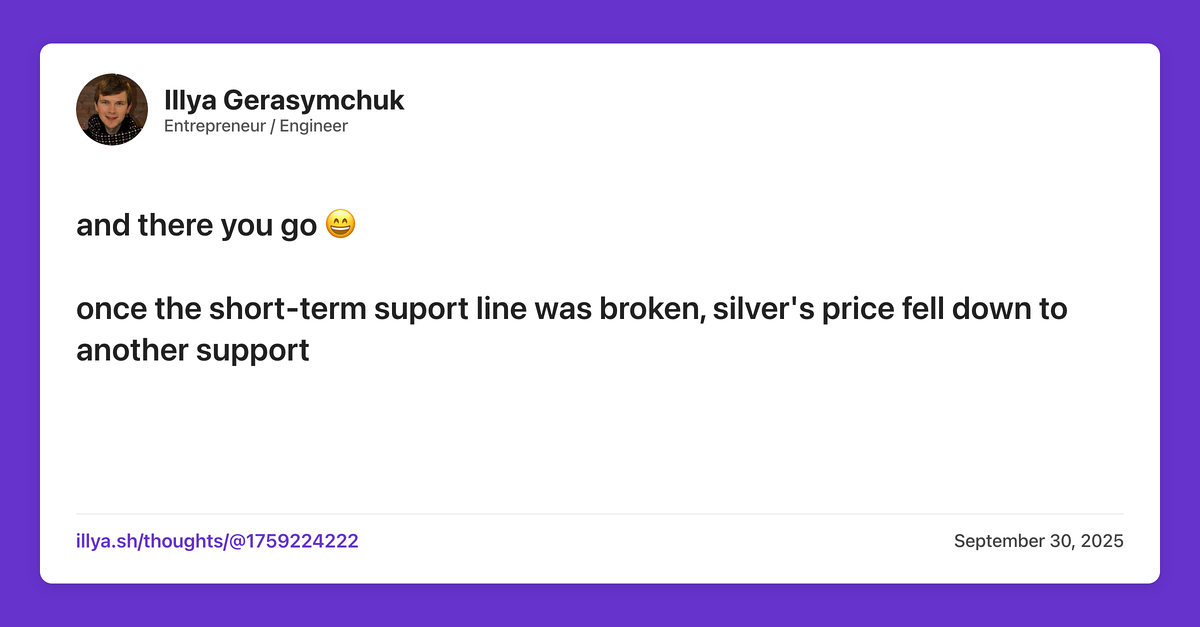 Illya Gerasymchuk
Entrepreneur / Engineer
and there you go 😄
once the short-term suport line was broken, silver's price fell down to
another support
illya.sh/thoughts/@1759224222
September 30, 2025